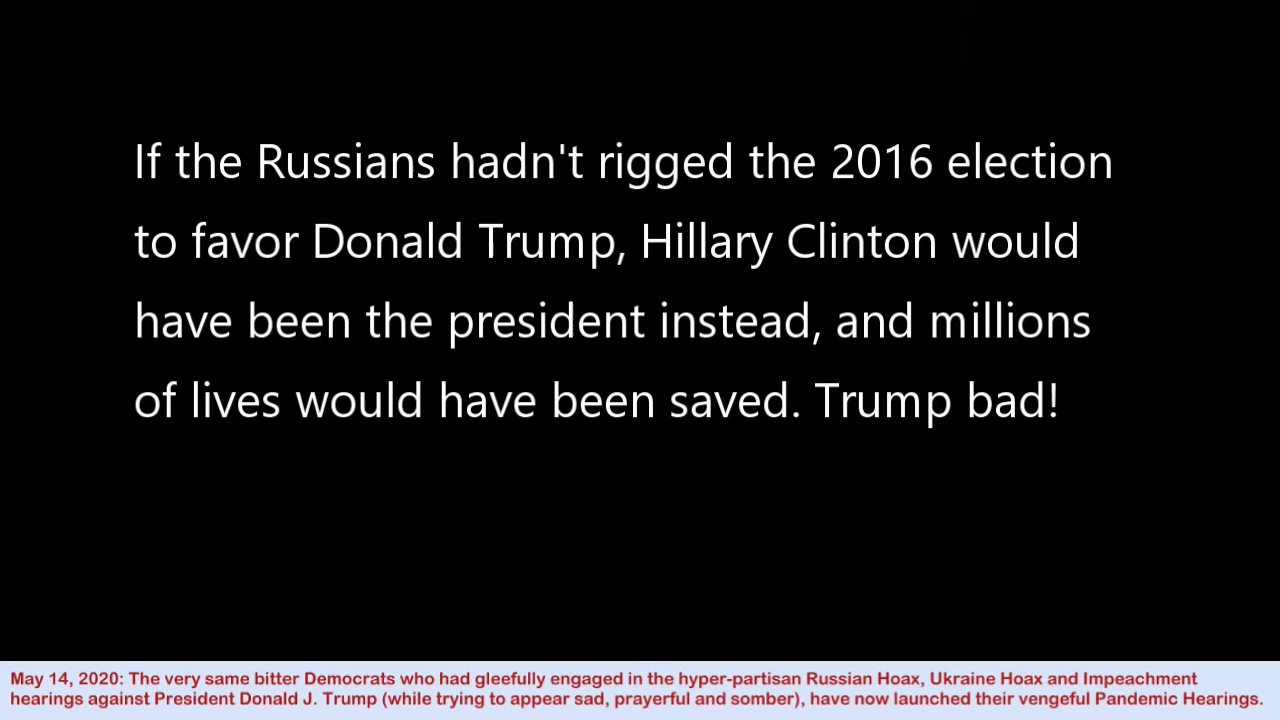 If the Russians hadn't rigged the 2016 election
to favor Donald Trump, Hillary Clinton would
have been the president instead, and millions
of lives would have been saved. Trump bad!
May 14, 2020: The very same bitter Democrats who had gleefully engaged in the hyper-partisan Russian Hoax, Ukraine Hoax and Impeachment
hearings against President Donald J. Trump (while trying to appear sad, prayerful and somber), have now launched their vengeful Pandemic Hearings.